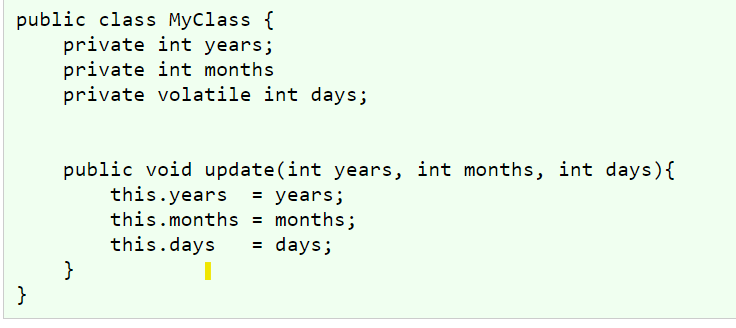 public class MyClass {
    private int years;
    private int months
    private volatile int days;


    public void update(int years, int months, int days){
        this.years  = years;
        this.months = months;
        this.days   = days;
    }
}